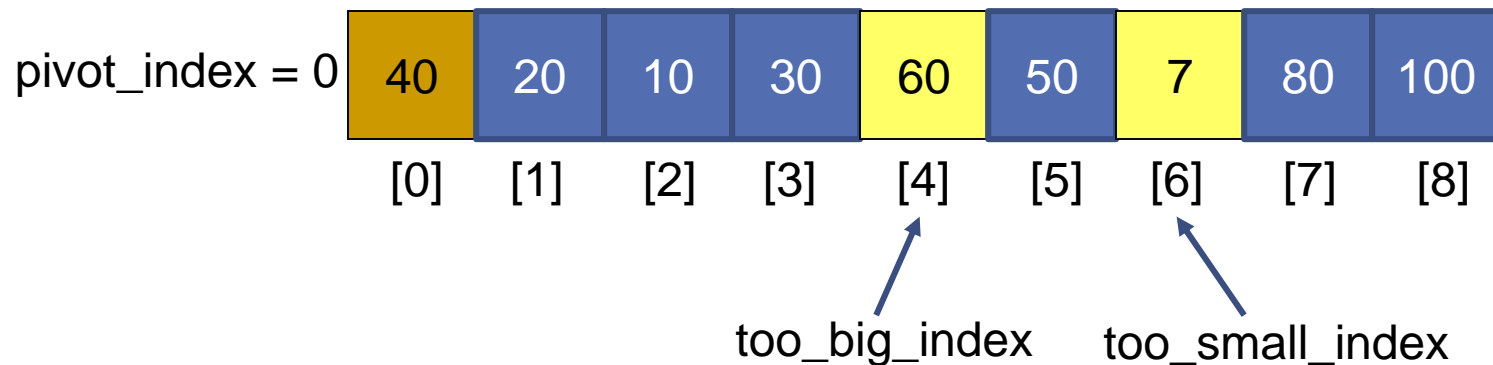 pivot_index = 0 40 20 10 30 60 50 7 80 100
[0] [1] [2] [3] [4] [5] [6] [7] [8]
too_big_index too_small_index